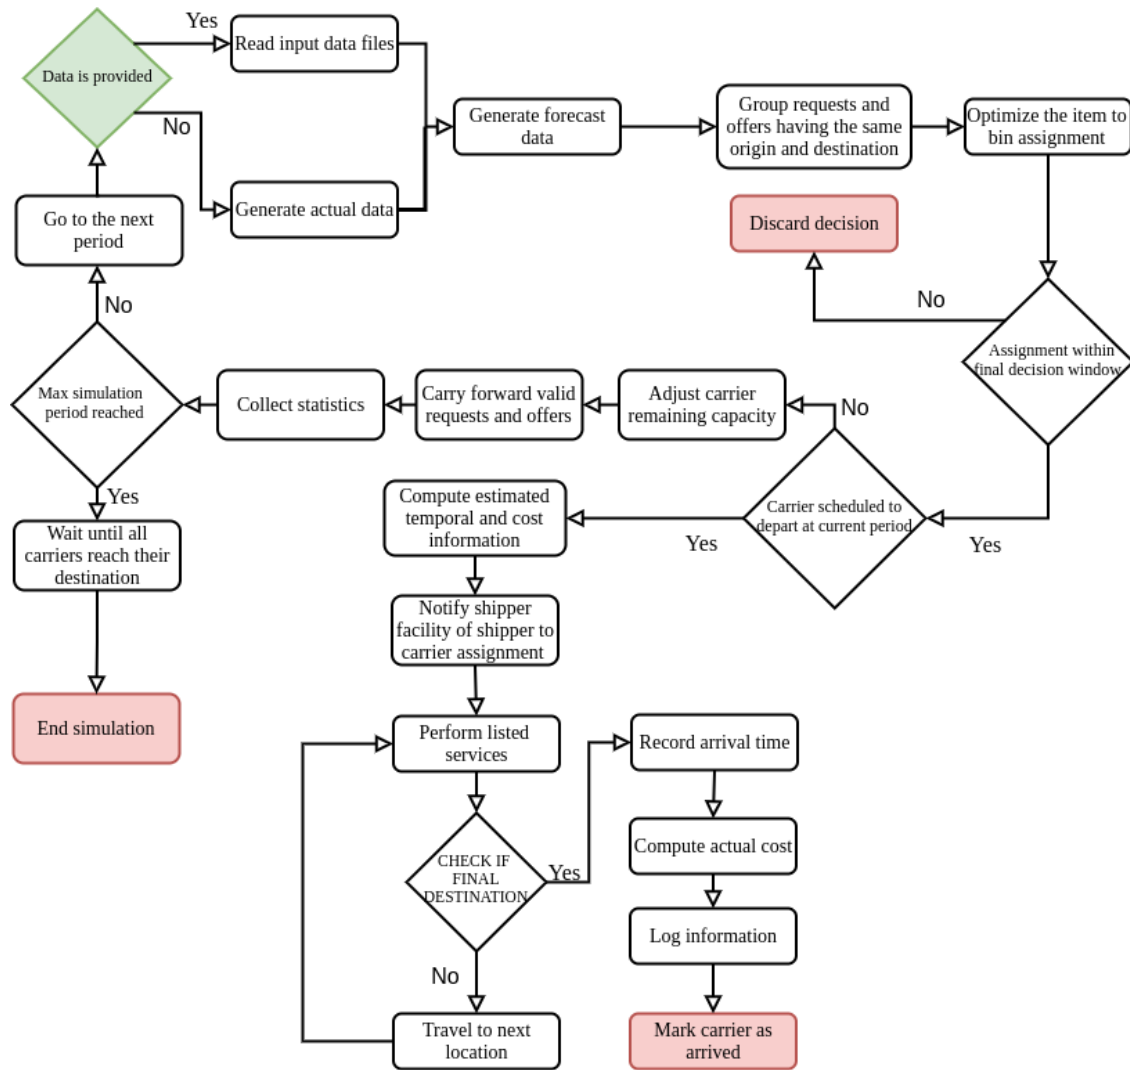 Yes
Data is provided
Read input data files
No
Generate forecast
data
Group requests and
offers having the same
origin and destination
Optimize the item to
bin assignment
Generate actual data
Go to the next
period
Discard decision
No
No
Assignment within
final decision window
Max simulation
period reached
Collect statistics
Carry forward valid
requests and offers
Adjust carrier
remaining capacity
No
Yes
Wait until all
carriers reach their
destination
Compute estimated
temporal and cost
information
Yes
Carrier scheduled to
depart at current period
Yes
Notify shipper
facility of shipper to
carrier assignment
End simulation
Perform listed
services
Record arrival time
CHECK IF
FINAL
DESTINATION
Yes
Compute actual cost
Log information
No
Travel to next
location
Mark carrier as
arrived